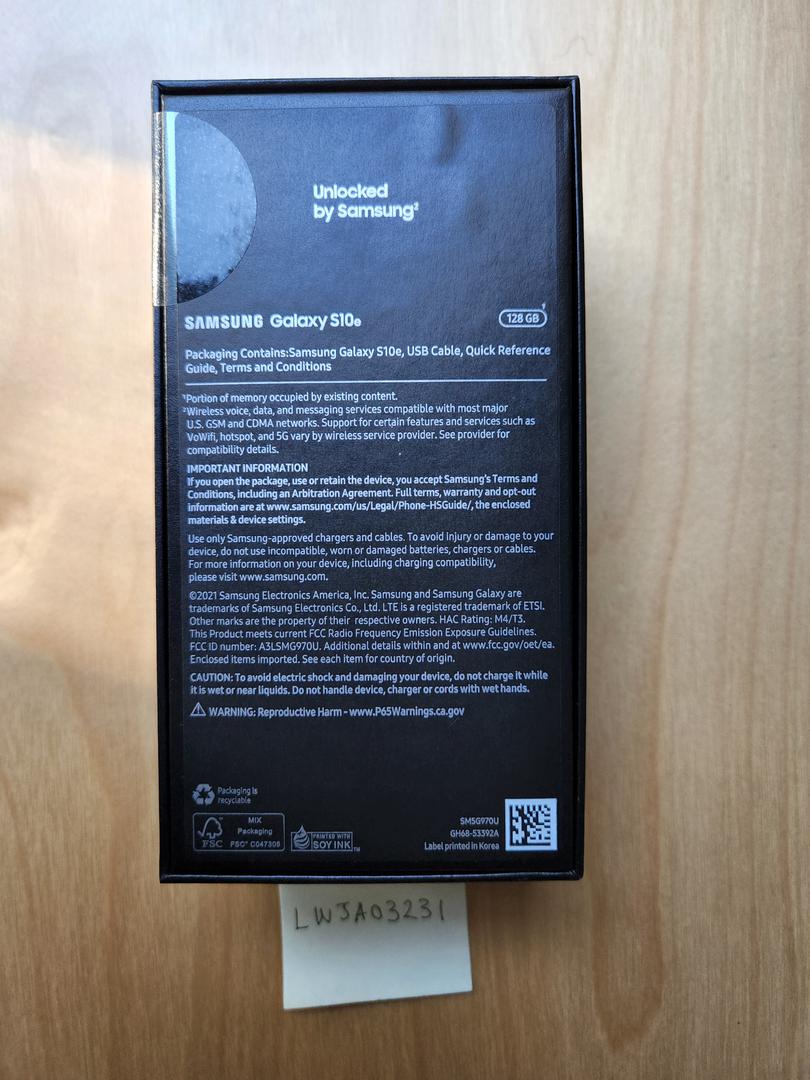 Unlocked
by Samsung²
SAMSUNG Galaxy S10e
128 GB¹
Packaging Contains:Samsung Galaxy S10e, USB Cable, Quick Reference
Guide, Terms and Conditions
¹Portion of memory occupied by existing content.
²Wireless voice, data, and messaging services compatible with most major
U.S. GSM and CDMA networks. Support for certain features and services such as
VoWifi, hotspot, and 5G vary by wireless service provider. See provider for
compatibility details.
IMPORTANT INFORMATION
If you open the package, use or retain the device, you accept Samsung's Terms and
Conditions, including an Arbitration Agreement. Full terms, warranty and opt-out
information are at www.samsung.com/us/Legal/Phone-HSGuide/, the enclosed
materials & device settings.
Use only Samsung-approved chargers and cables. To avoid injury or damage to your
device, do not use incompatible, worn or damaged batteries, chargers or cables.
For more information on your device, including charging compatibility,
please visit www.samsung.com.
©2021 Samsung Electronics America, Inc. Samsung and Samsung Galaxy are
trademarks of Samsung Electronics Co., Ltd. LTE is a registered trademark of ETSI.
Other marks are the property of their respective owners. HAC Rating: M4/T3.
This Product meets current FCC Radio Frequency Emission Exposure Guidelines.
FCC ID number: A3LSMG970U. Additional details within and at www.fcc.gov/oet/ea.
Enclosed items imported. See each item for country of origin.
CAUTION: To avoid electric shock and damaging your device, do not charge it while
it is wet or near liquids. Do not handle device, charger or cords with wet hands.
WARNING: Reproductive Harm - www.P65Warnings.ca.gov
Packaging is
recyclable
FSC
MIX
Packaging
FSC® C047305
PRINTED WITH
SOY INK™
SM5G970U
GH68-53392A
Label printed in Korea
LWJA03231